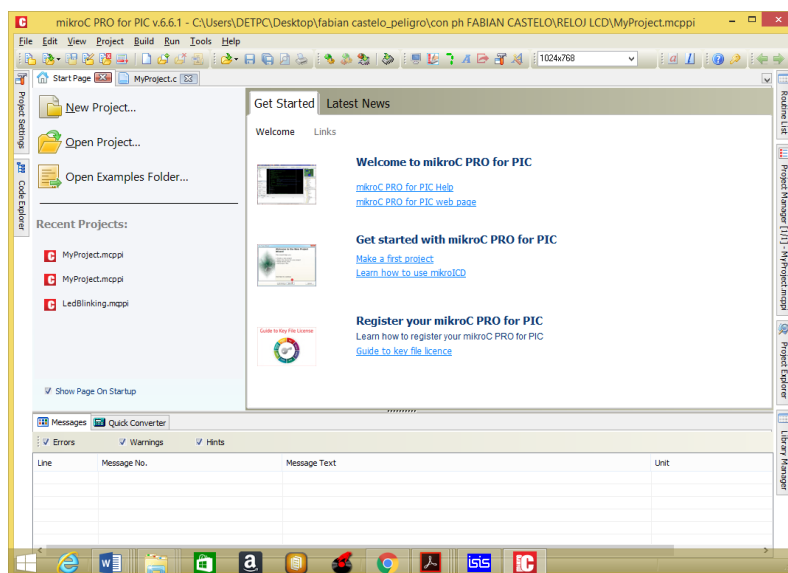 mikroC PRO for PIC v.6.6.1 - C:\Users\DETPC\Desktop\fabian castelo_peligro\con ph FABIAN CASTELO\RELOJ LCD\MyProject.mcppi
File Edit View Project Build Run Tools Help
1024x768
Start Page MyProject.c
Project Settings
Code Explorer
New Project...
Open Project...
Open Examples Folder...
Recent Projects:
MyProject.mcppi
MyProject.mcppi
LedBlinking.mcppi
Show Page On Startup
Get Started Latest News
Welcome Links
Welcome to mikroC PRO for PIC
mikroC PRO for PIC Help
mikroC PRO for PIC web page
Get started with mikroC PRO for PIC
Make a first project
Learn how to use mikroICD
Guide to Key File License
Register your mikroC PRO for PIC
Learn how to register your mikroC PRO for PIC
Guide to key file licence
Routine List
Project Manager [1/1] - MyProject.mcppi
Project Explorer
Library Manager
Messages Quick Converter
Errors Warnings Hints
Line Message No. Message Text Unit
isis